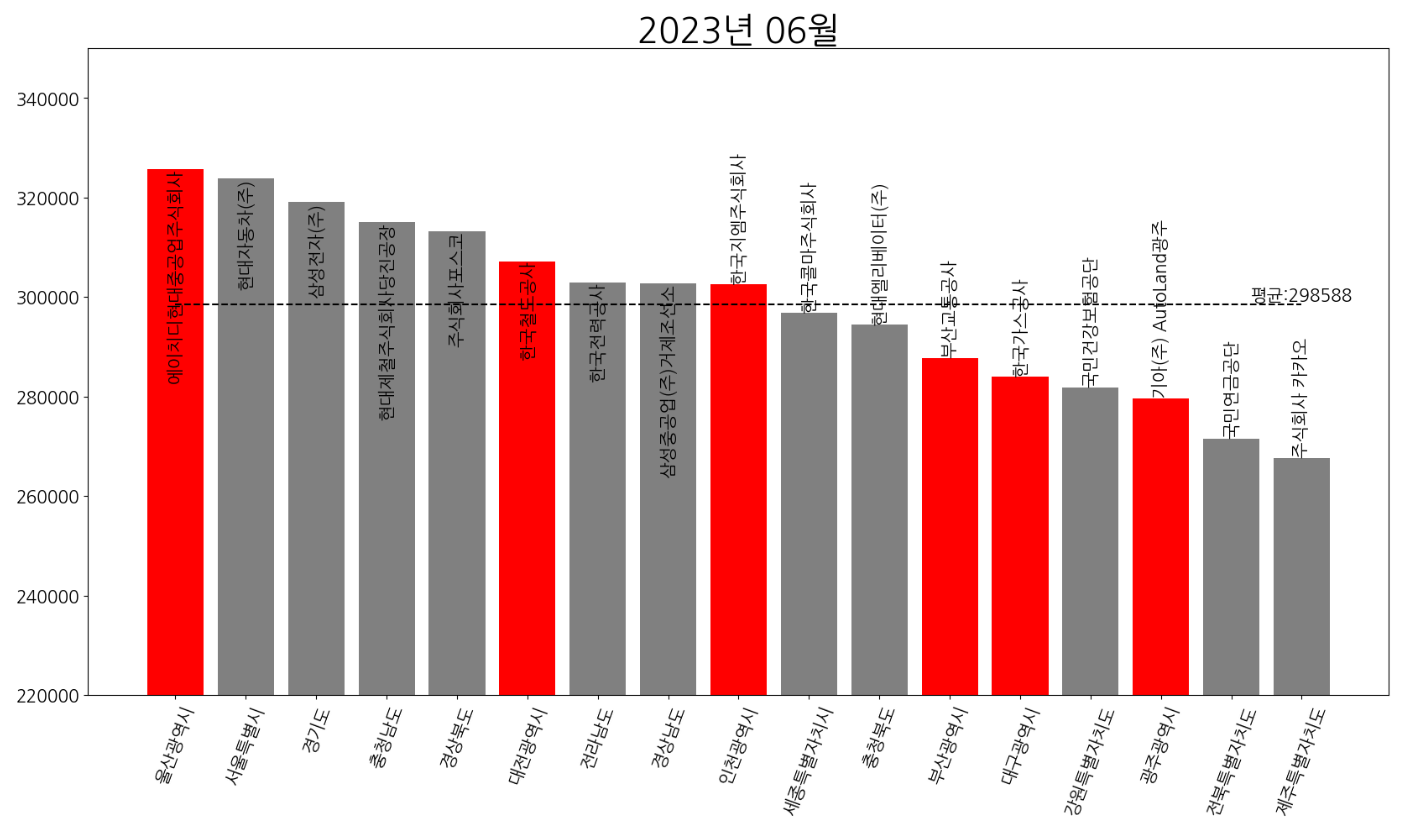 2023년 06월
340000
320000
300000
280000
260000
240000
220000
에이치디현대중공업주식회사
현대자동차(주)
삼성전자(주)
현대제철주식회사당진공장
주식회사포스코
한국철도공사
한국전력공사
삼성중공업(주)거제조선소
한국지엠주식회사
한국콜마주식회사
현대엘리베이터(주)
부산교통공사
한국가스공사
국민건강보험공단
기아(주) AutoLand광주
국민연금공단
주식회사 카카오
평균:298588
울산광역시
서울특별시
경기도
충청남도
경상북도
대전광역시
전라남도
경상남도
인천광역시
세종특별자치시
충청북도
부산광역시
대구광역시
강원특별자치도
광주광역시
전북특별자치도
제주특별자치도